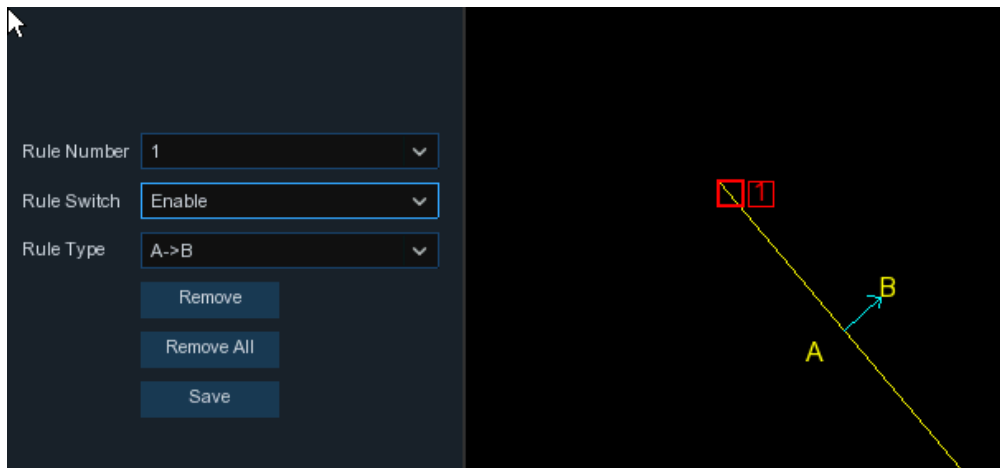 Rule Number 1
Rule Switch Enable
Rule Type A->B
Remove
Remove All
Save
1
B
A